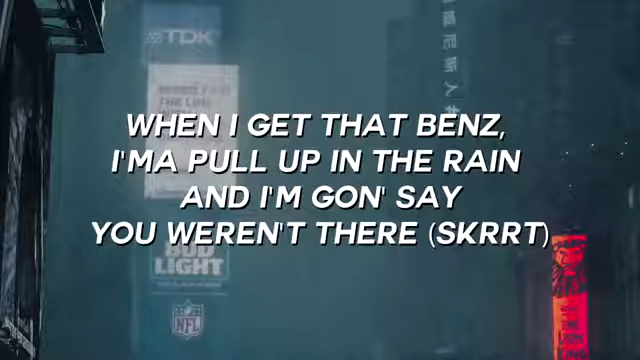 TDK
WHEN I GET THAT BENZ,
I'MA PULL UP IN THE RAIN
AND I'M GON' SAY
YOU WEREN'T THERE (SKRRT)
BUD
LIGHT
NFL